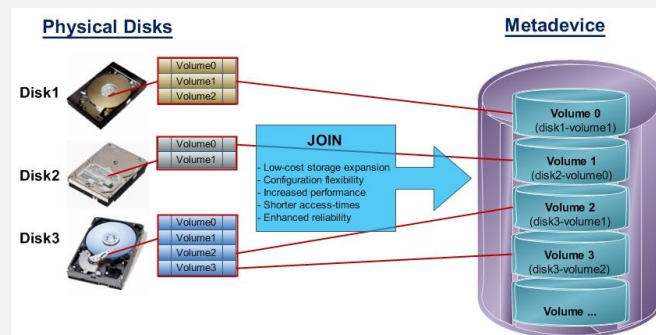 Physical Disks
Metadevice
Disk1
Volume0
Volume1
Volume2
Disk2
Volume0
Volume1
Disk3
Volume0
Volume1
Volume2
Volume3
JOIN
- Low-cost storage expansion
- Configuration flexibility
- Increased performance
- Shorter access-times
- Enhanced reliability
Volume 0
(disk1-volume1)
Volume 1
(disk2-volume0)
Volume 2
(disk3-volume1)
Volume 3
(disk3-volume2)
Volume ...